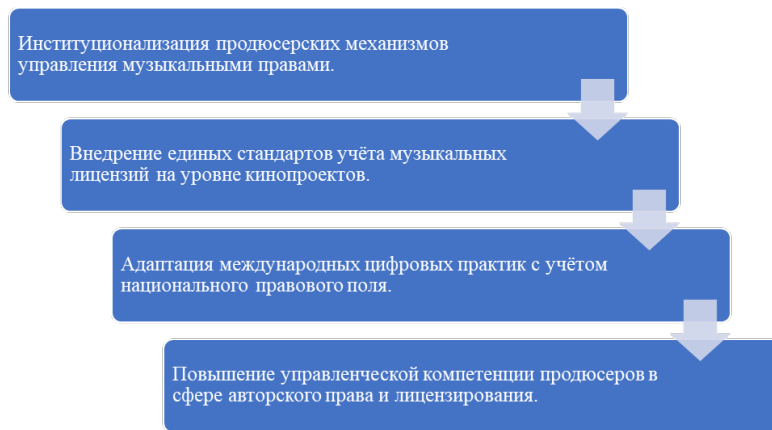 Институционализация продюсерских механизмов
управления музыкальными правами.
Внедрение единых стандартов учёта музыкальных
лицензий на уровне кинопроектов.
Адаптация международных цифровых практик с учётом
национального правового поля.
Повышение управленческой компетенции продюсеров в
сфере авторского права и лицензирования.